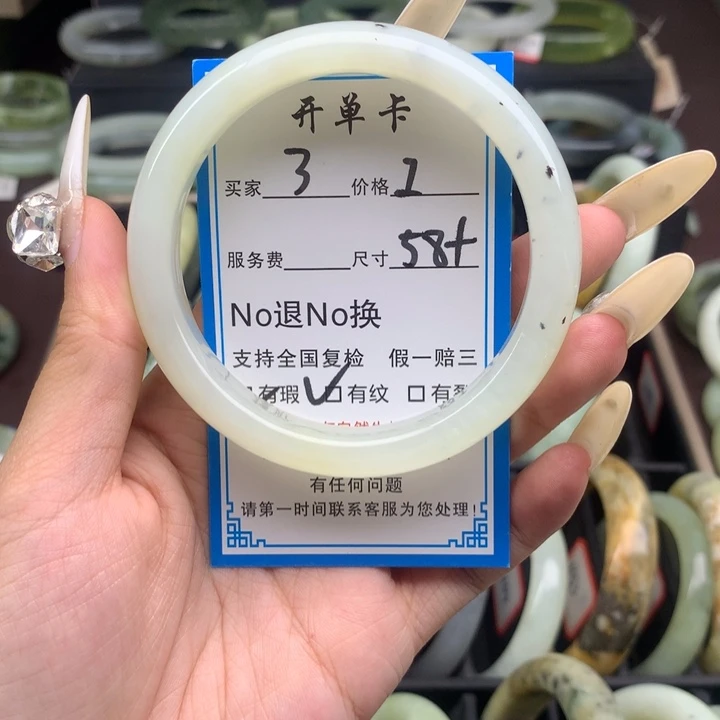 开单卡
买家 3 价格 1
服务费 尺寸 58+
No退No换
支持全国复检 假一赔三
有瑕 ✓ 口有纹 口有
有任何问题
请第一时间联系客服为您处理!